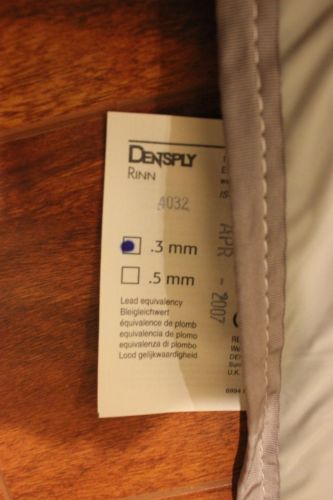 DENTSPLY
RINN
4032
.3 mm
.5 mm
APR - 2007
Lead equivalency
Bleigleichwert
équivalence de plomb
equivalencia de plomo
equivalenza di plombo
Lood gelijkwaardigheid
U.K.